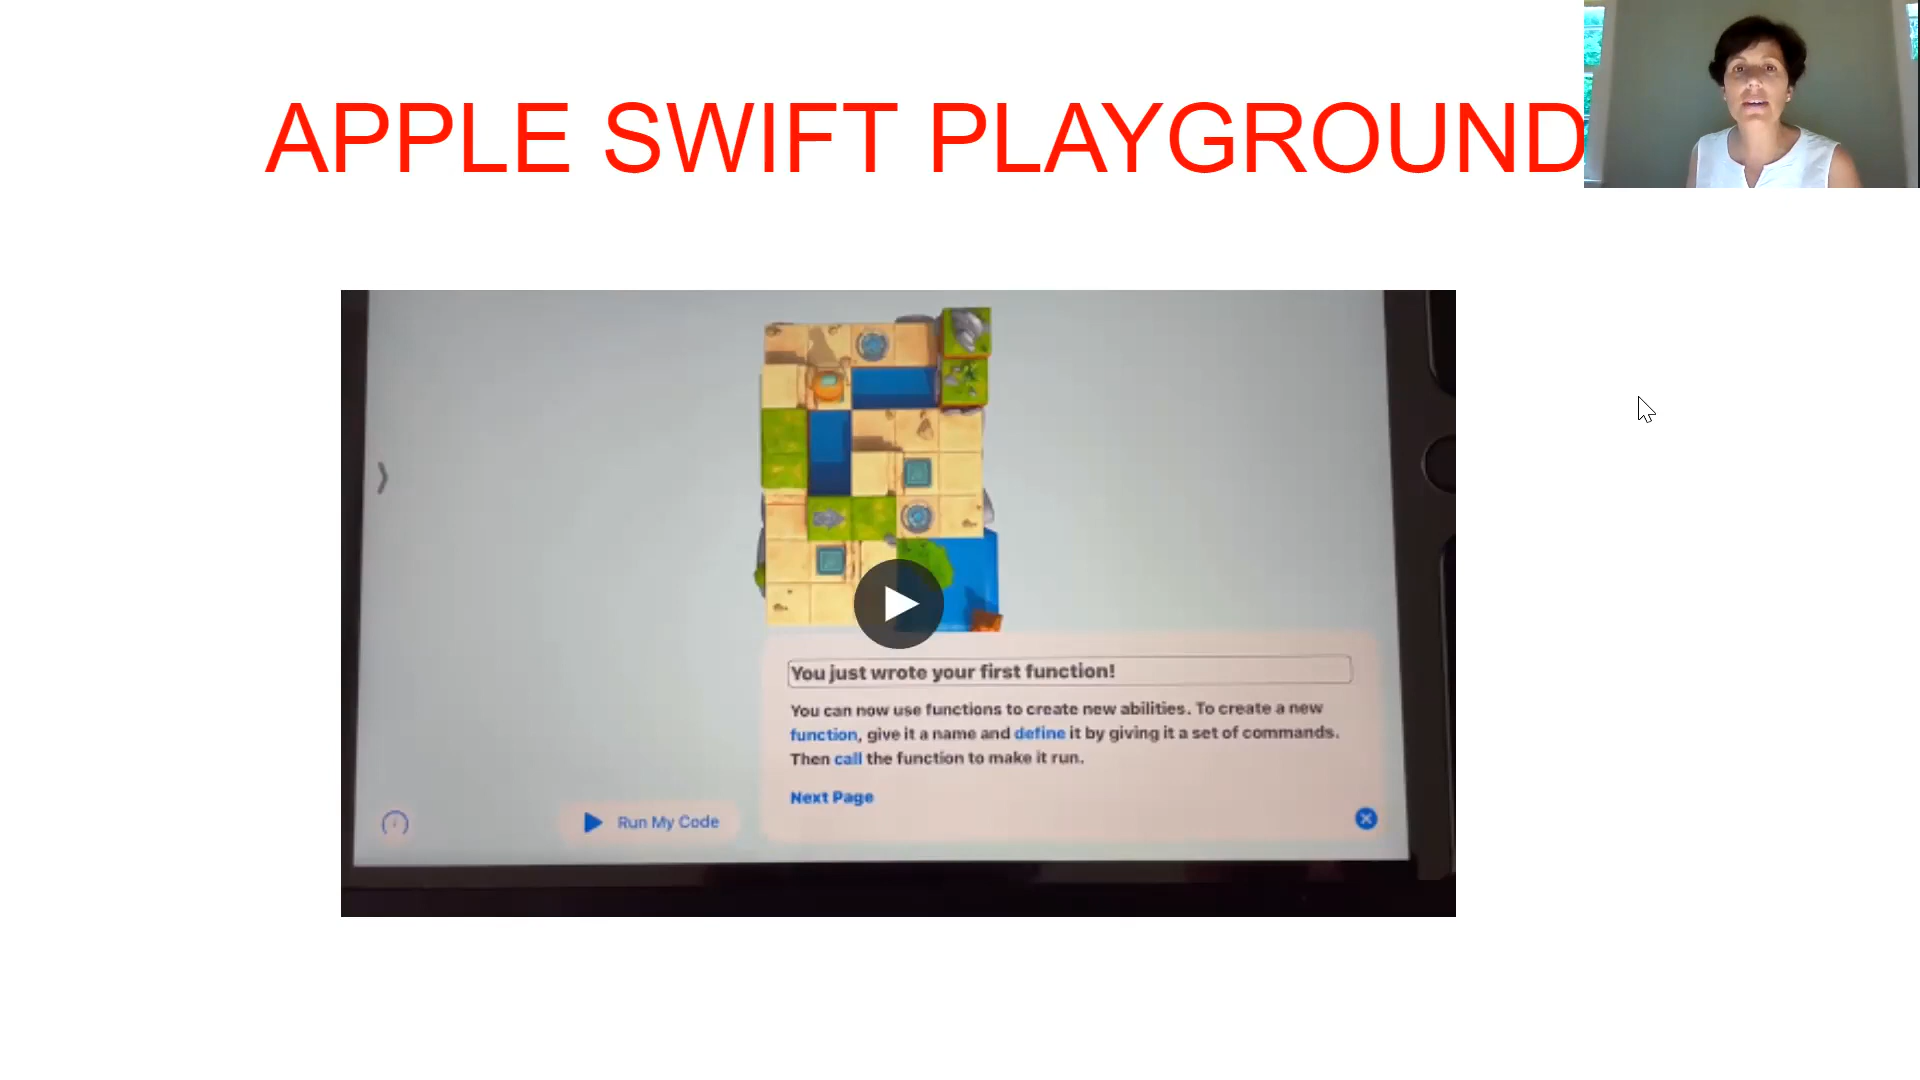 APPLE SWIFT PLAYGROUND
You just wrote your first function!
You can now use functions to create new abilities. To create a new
function, give it a name and define it by giving it a set of commands.
Then call the function to make it run.
Next Page
Run My Code